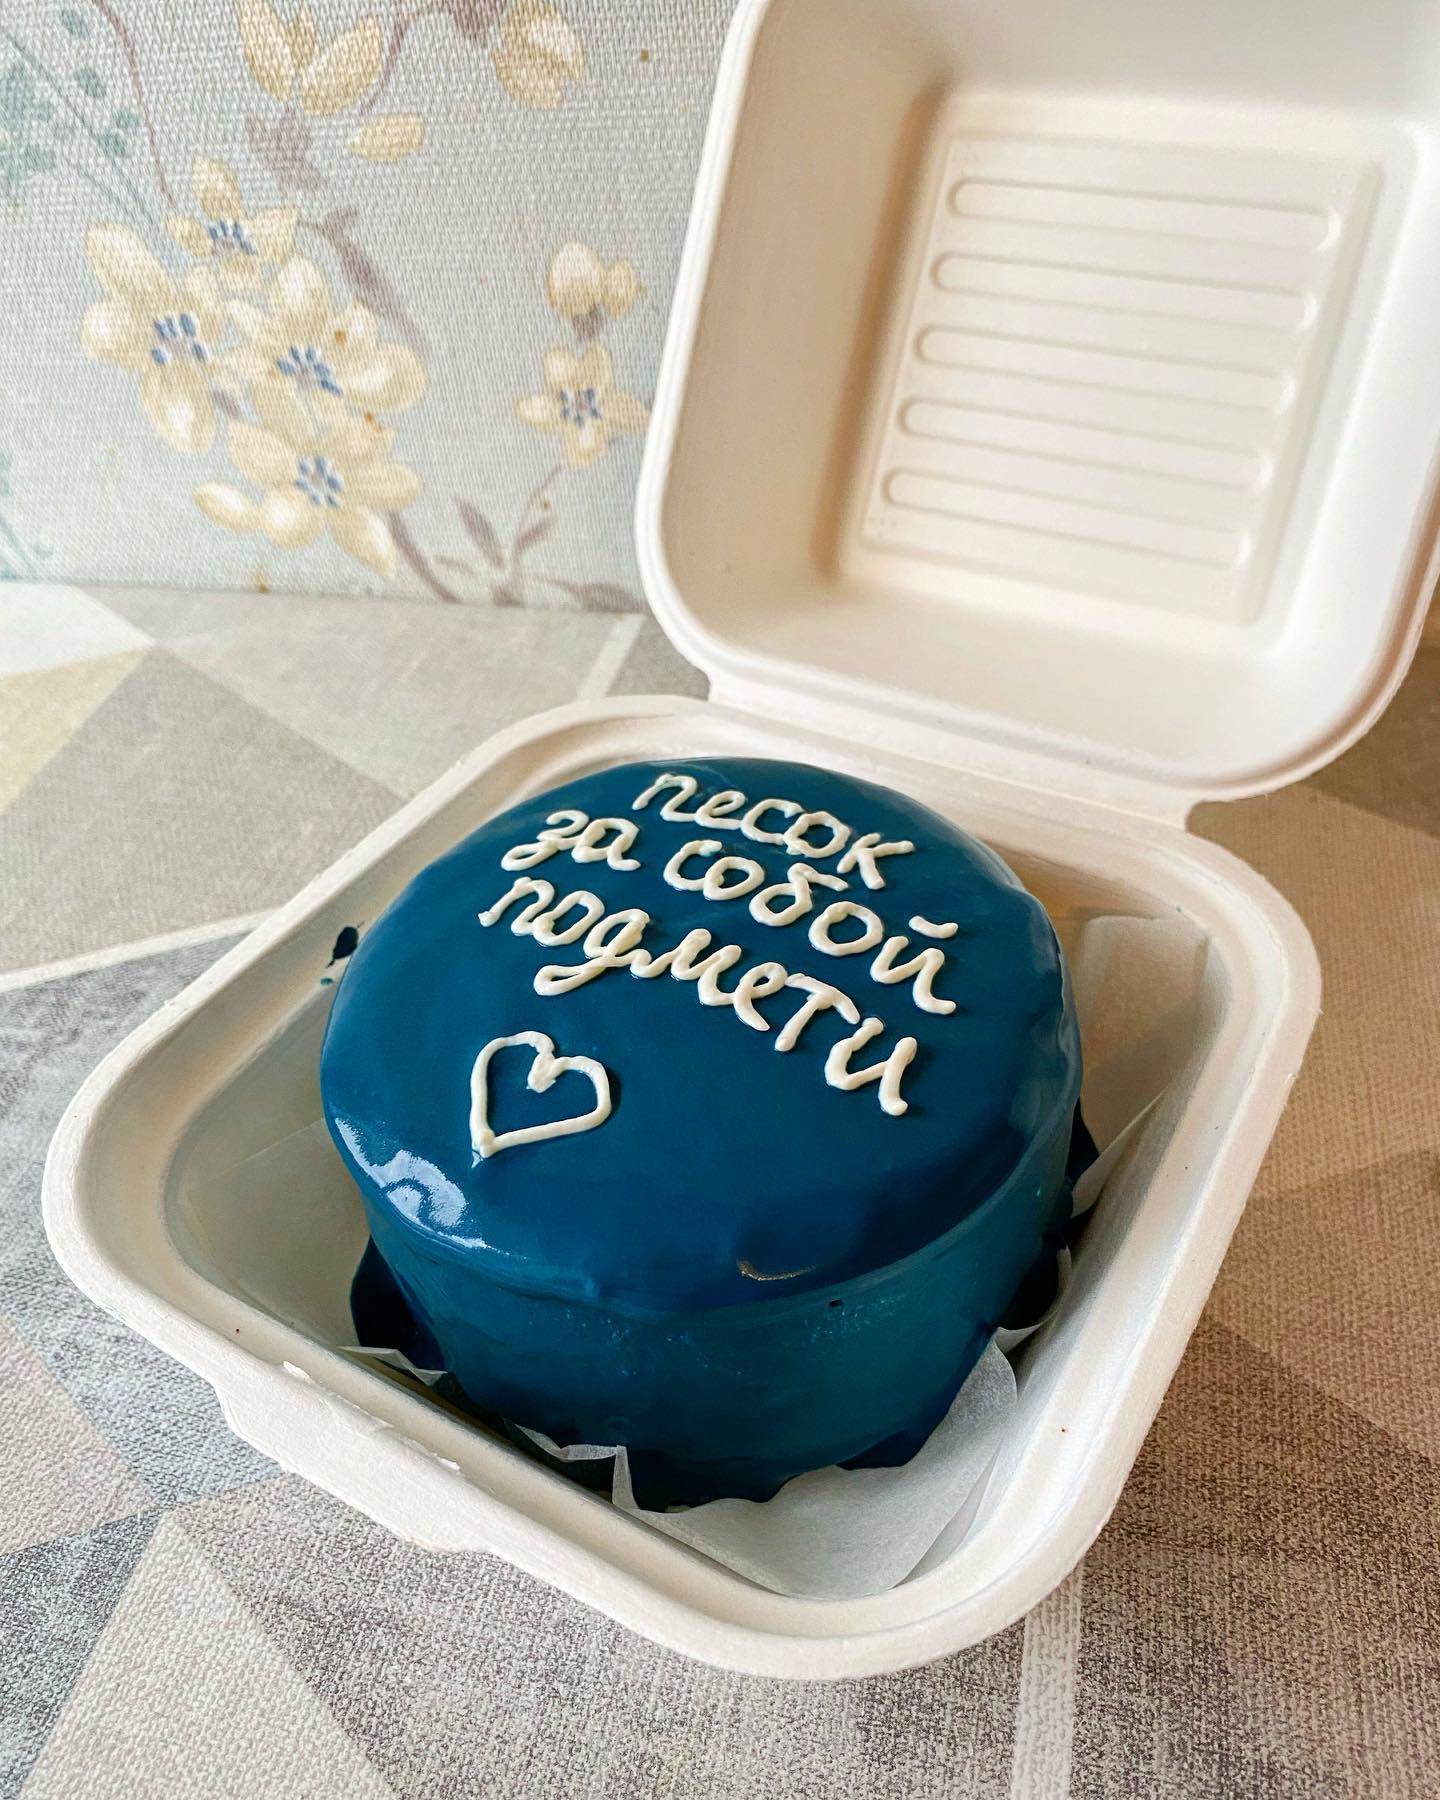 песок
за собой
подмети